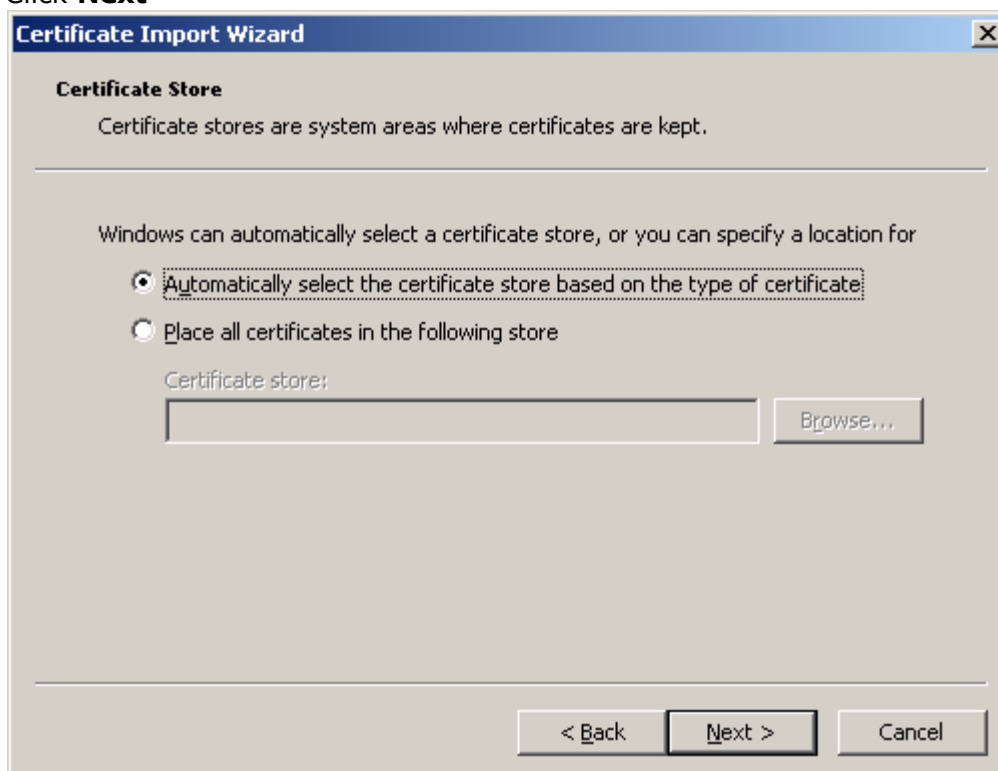 Click Next
Certificate Import Wizard
Certificate Store
Certificate stores are system areas where certificates are kept.
Windows can automatically select a certificate store, or you can specify a location for
Automatically select the certificate store based on the type of certificate
Place all certificates in the following store
Certificate store:
Browse...
< Back Next > Cancel